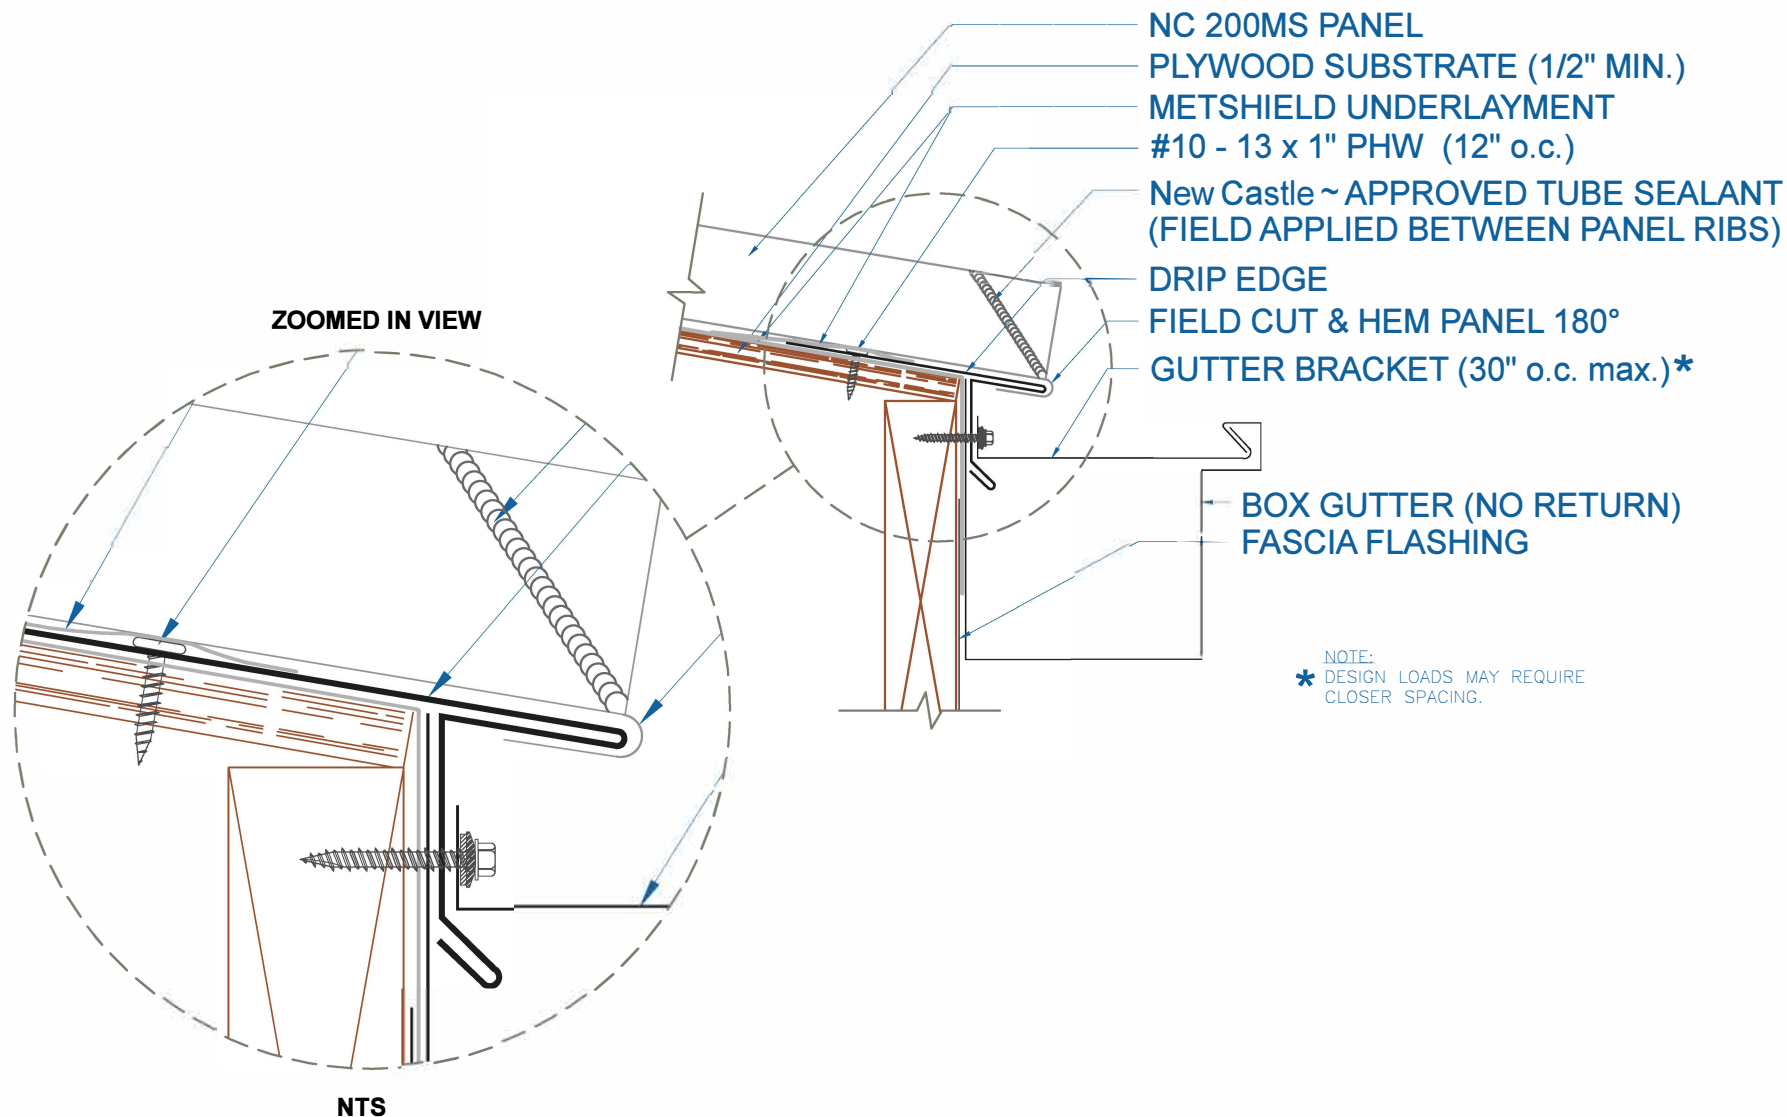 NC 200MS PANEL
PLYWOOD SUBSTRATE (1/2" MIN.)
METSHIELD UNDERLAYMENT
#10 - 13 x 1" PHW (12" o.c.)
New Castle ~ APPROVED TUBE SEALANT
(FIELD APPLIED BETWEEN PANEL RIBS)
DRIP EDGE
FIELD CUT & HEM PANEL 180°
GUTTER BRACKET (30" o.c. max.)*
BOX GUTTER (NO RETURN)
FASCIA FLASHING
NOTE:
* DESIGN LOADS MAY REQUIRE
CLOSER SPACING.
ZOOMED IN VIEW
NTS